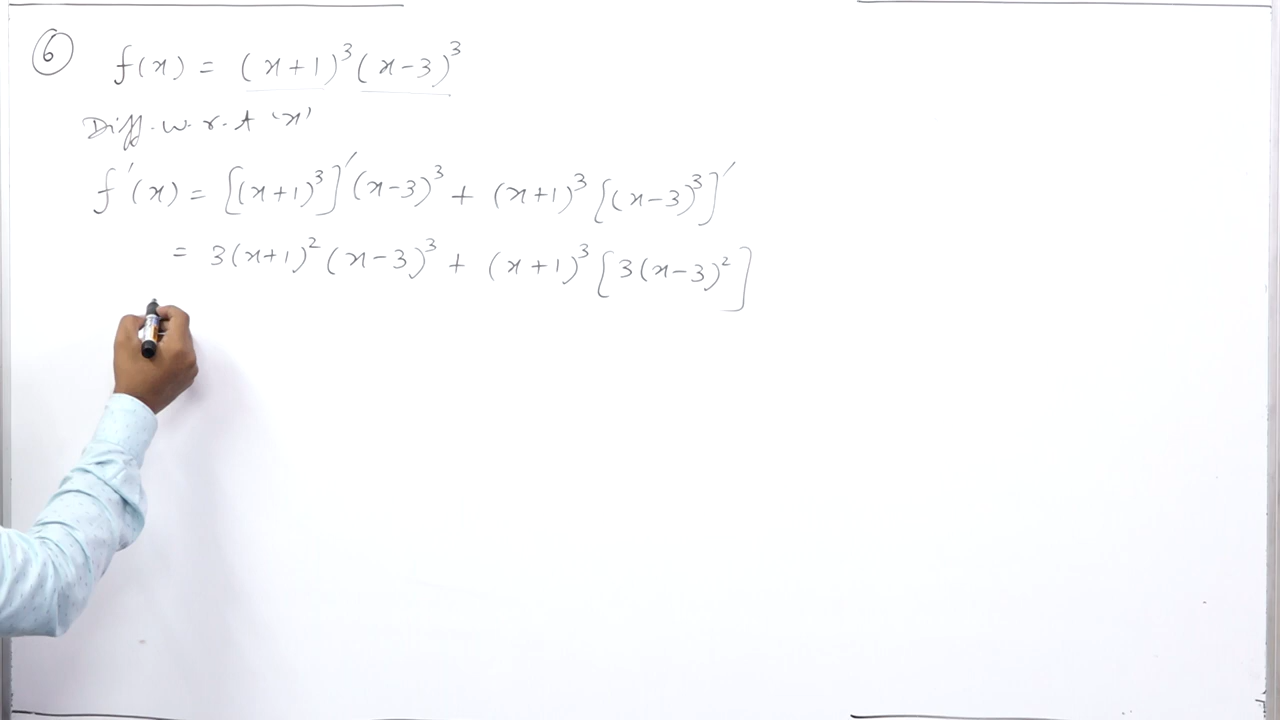 6 f(x) = (x+1)³(x-3)³
Diff. w. r. t 'x'
f'(x) = [(x+1)³]'(x-3)³ + (x+1)³[(x-3)³]'
= 3(x+1)²(x-3)³ + (x+1)³[3(x-3)²]